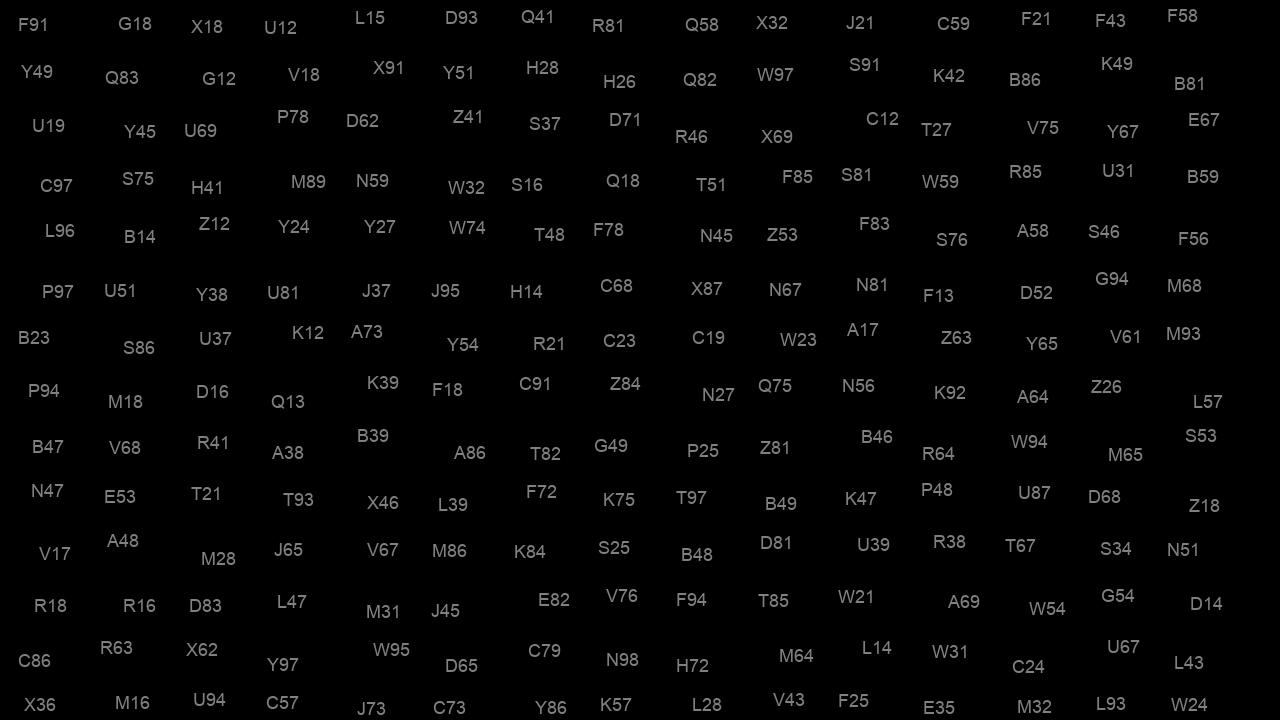 F91 G18 X18 U12 L15 D93 Q41 R81 Q58 X32 J21 C59 F21 F43 F58
Y49 Q83 G12 V18 X91 Y51 H28 H26 Q82 W97 S91 K42 B86 K49 B81
U19 Y45 U69 P78 D62 Z41 S37 D71 R46 X69 C12 T27 V75 Y67 E67
C97 S75 H41 M89 N59 W32 S16 Q18 T51 F85 S81 W59 R85 U31 B59
L96 B14 Z12 Y24 Y27 W74 T48 F78 N45 Z53 F83 S76 A58 S46 F56
P97 U51 Y38 U81 J37 J95 H14 C68 X87 N67 N81 F13 D52 G94 M68
B23 S86 U37 K12 A73 Y54 R21 C23 C19 W23 A17 Z63 Y65 V61 M93
P94 M18 D16 Q13 K39 F18 C91 Z84 N27 Q75 N56 K92 A64 Z26 L57
B47 V68 R41 A38 B39 A86 T82 G49 P25 Z81 B46 R64 W94 M65 S53
N47 E53 T21 T93 X46 L39 F72 K75 T97 B49 K47 P48 U87 D68 Z18
V17 A48 M28 J65 V67 M86 K84 S25 B48 D81 U39 R38 T67 S34 N51
R18 R16 D83 L47 M31 J45 E82 V76 F94 T85 W21 A69 W54 G54 D14
C86 R63 X62 Y97 W95 D65 C79 N98 H72 M64 L14 W31 C24 U67 L43
X36 M16 U94 C57 J73 C73 Y86 K57 L28 V43 F25 E35 M32 L93 W24